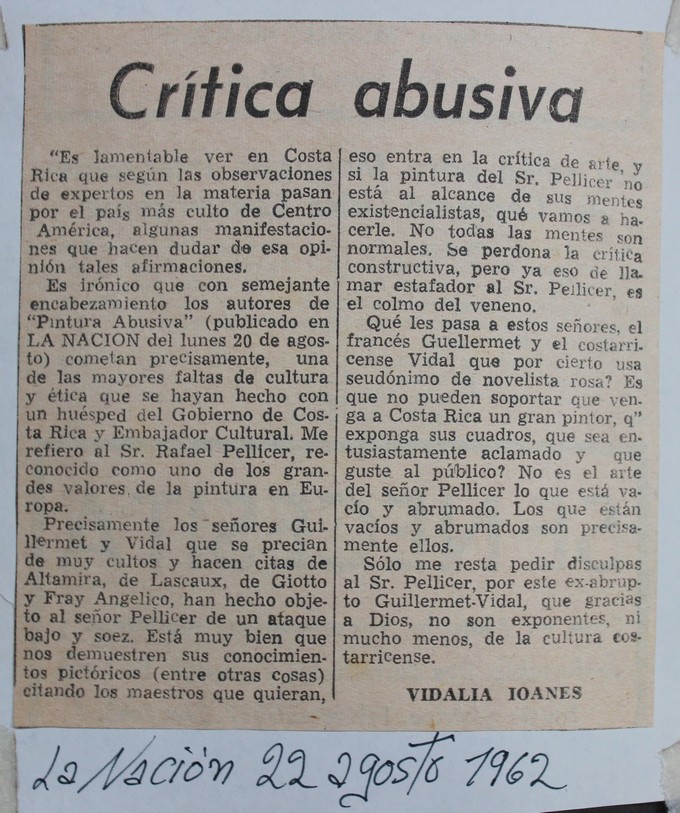 Crítica abusiva
"Es lamentable ver en Costa
Rica que según las observaciones
de expertos en la materia pasan
por el país más culto de Centro
América, algunas manifestacio-
nes que hacen dudar de esa opi-
nión tales afirmaciones.
Es irónico que con semejante
encabezamiento los autores de
"Pintura Abusiva" (publicado en
LA NACION del lunes 20 de agos-
to) cometan precisamente, una
de las mayores faltas de cultura
y ética que se hayan hecho con
un huésped del Gobierno de Cos-
ta Rica y Embajador Cultural. Me
refiero al Sr. Rafael Pellicer, re-
conocido como uno de los gran-
des valores de la pintura en Eu-
ropa.
Precisamente los señores Gui-
llermet y Vidal que se precian
de muy cultos y hacen citas de
Altamira, de Lascaux, de Giotto
y Fray Angelico, han hecho obje-
to al señor Pellicer de un ataque
bajo y soez. Está muy bien que
nos demuestren sus conocimien-
tos pictóricos (entre otras cosas)
citando los maestros que quieran,
eso entra en la crítica de arte, y
si la pintura del Sr. Pellicer no
está al alcance de sus mentes
existencialistas, qué vamos a ha-
cerle. No todas las mentes son
normales. Se perdona la crítica
constructiva, pero ya eso de lla-
mar estafador al Sr. Pellicer, es
el colmo del veneno.
Qué les pasa a estos señores, el
francés Guellermet y el costarri-
cense Vidal que por cierto usa
seudónimo de novelista rosa? Es
que no pueden soportar que ven-
ga a Costa Rica un gran pintor, q"
exponga sus cuadros, que sea en-
tusiastamente aclamado y que
guste al público? No es el arte
del señor Pellicer lo que está va-
cío y abrumado. Los que están
vacíos y abrumados son precisa-
mente ellos.
Sólo me resta pedir disculpas
al Sr. Pellicer, por este ex-abrup-
to Guillermet-Vidal, que gracias
a Dios, no son exponentes, ni
mucho menos, de la cultura cos-
tarricense.
VIDALIA IOANES
La Nación 22 agosto 1962